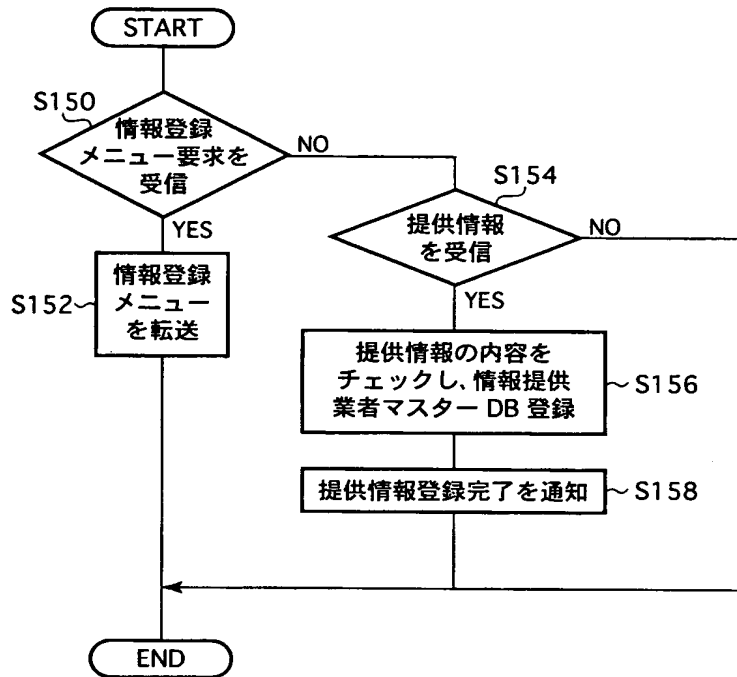 START
S150
情報登録
メニュー要求を
受信
NO
YES
S152
情報登録
メニュー
を転送
S154
提供情報
を受信
NO
YES
提供情報の内容を
チェックし、情報提供
業者マスター DB 登録
S156
提供情報登録完了を通知
S158
END